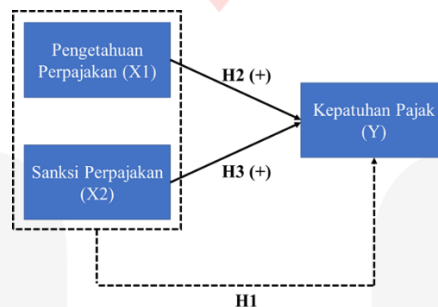 Pengetahuan
Perpajakan (X1)
H2 (+)
Kepatuhan Pajak
(Y)
Sanksi Perpajakan
(X2)
H3 (+)
H1